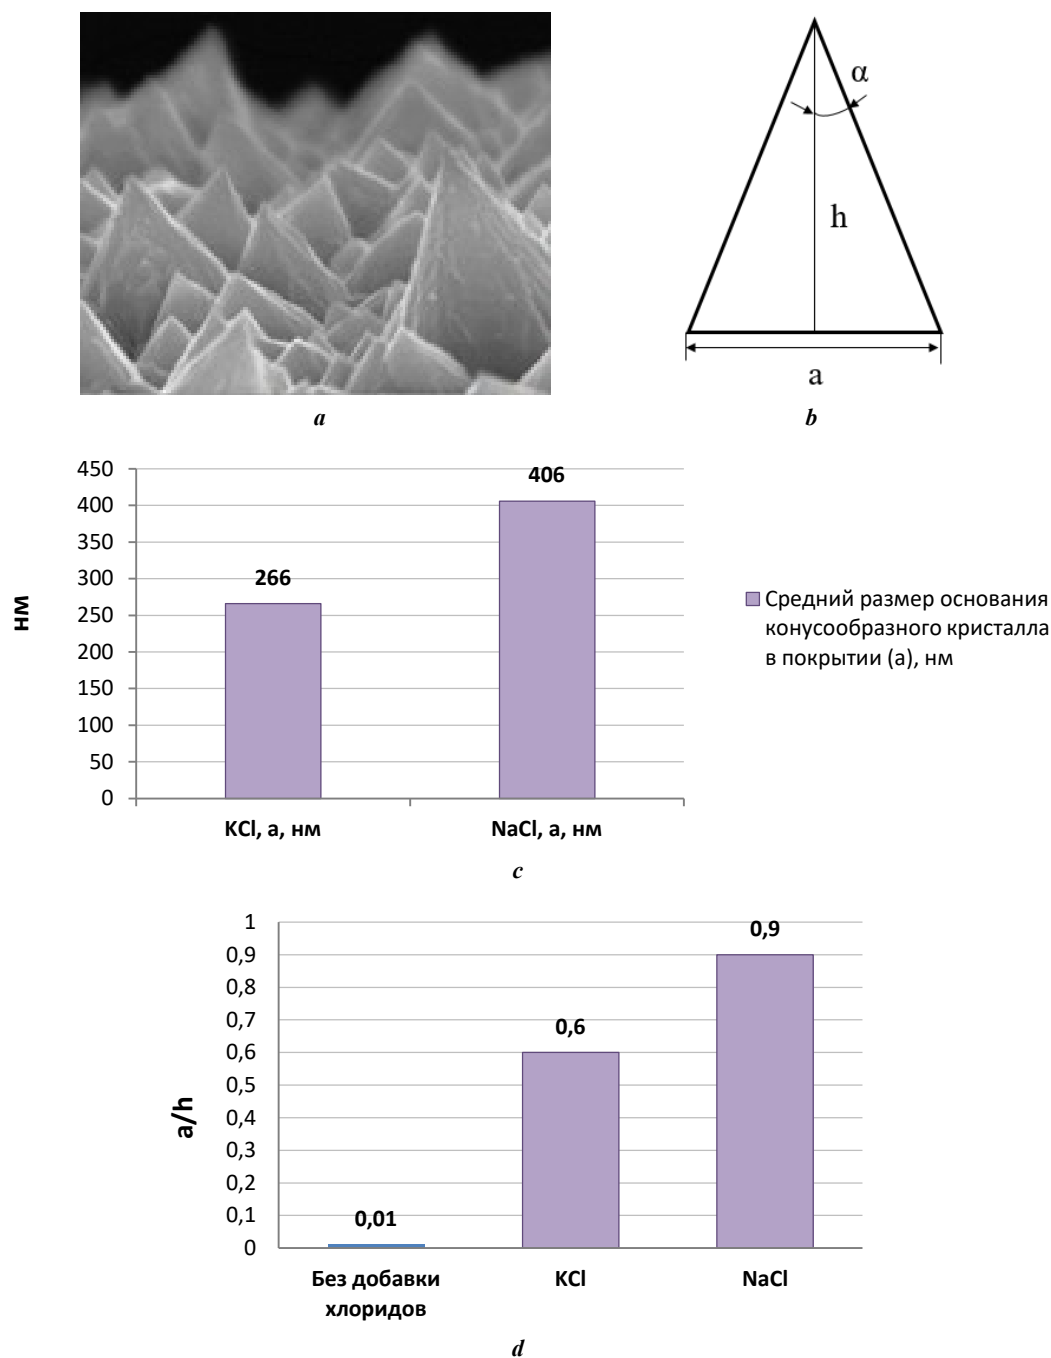 α
h
a
a
b
450
400
350
300
250
200
150
100
50
0
нм
266
406
KCl, a, нм
NaCl, a, нм
Средний размер основания
конусообразного кристалла
в покрытии (a), нм
c
1
0,9
0,8
0,7
0,6
0,5
0,4
0,3
0,2
0,1
0
a/h
0,01
0,6
0,9
Без добавки
хлоридов
KCl
NaCl
d